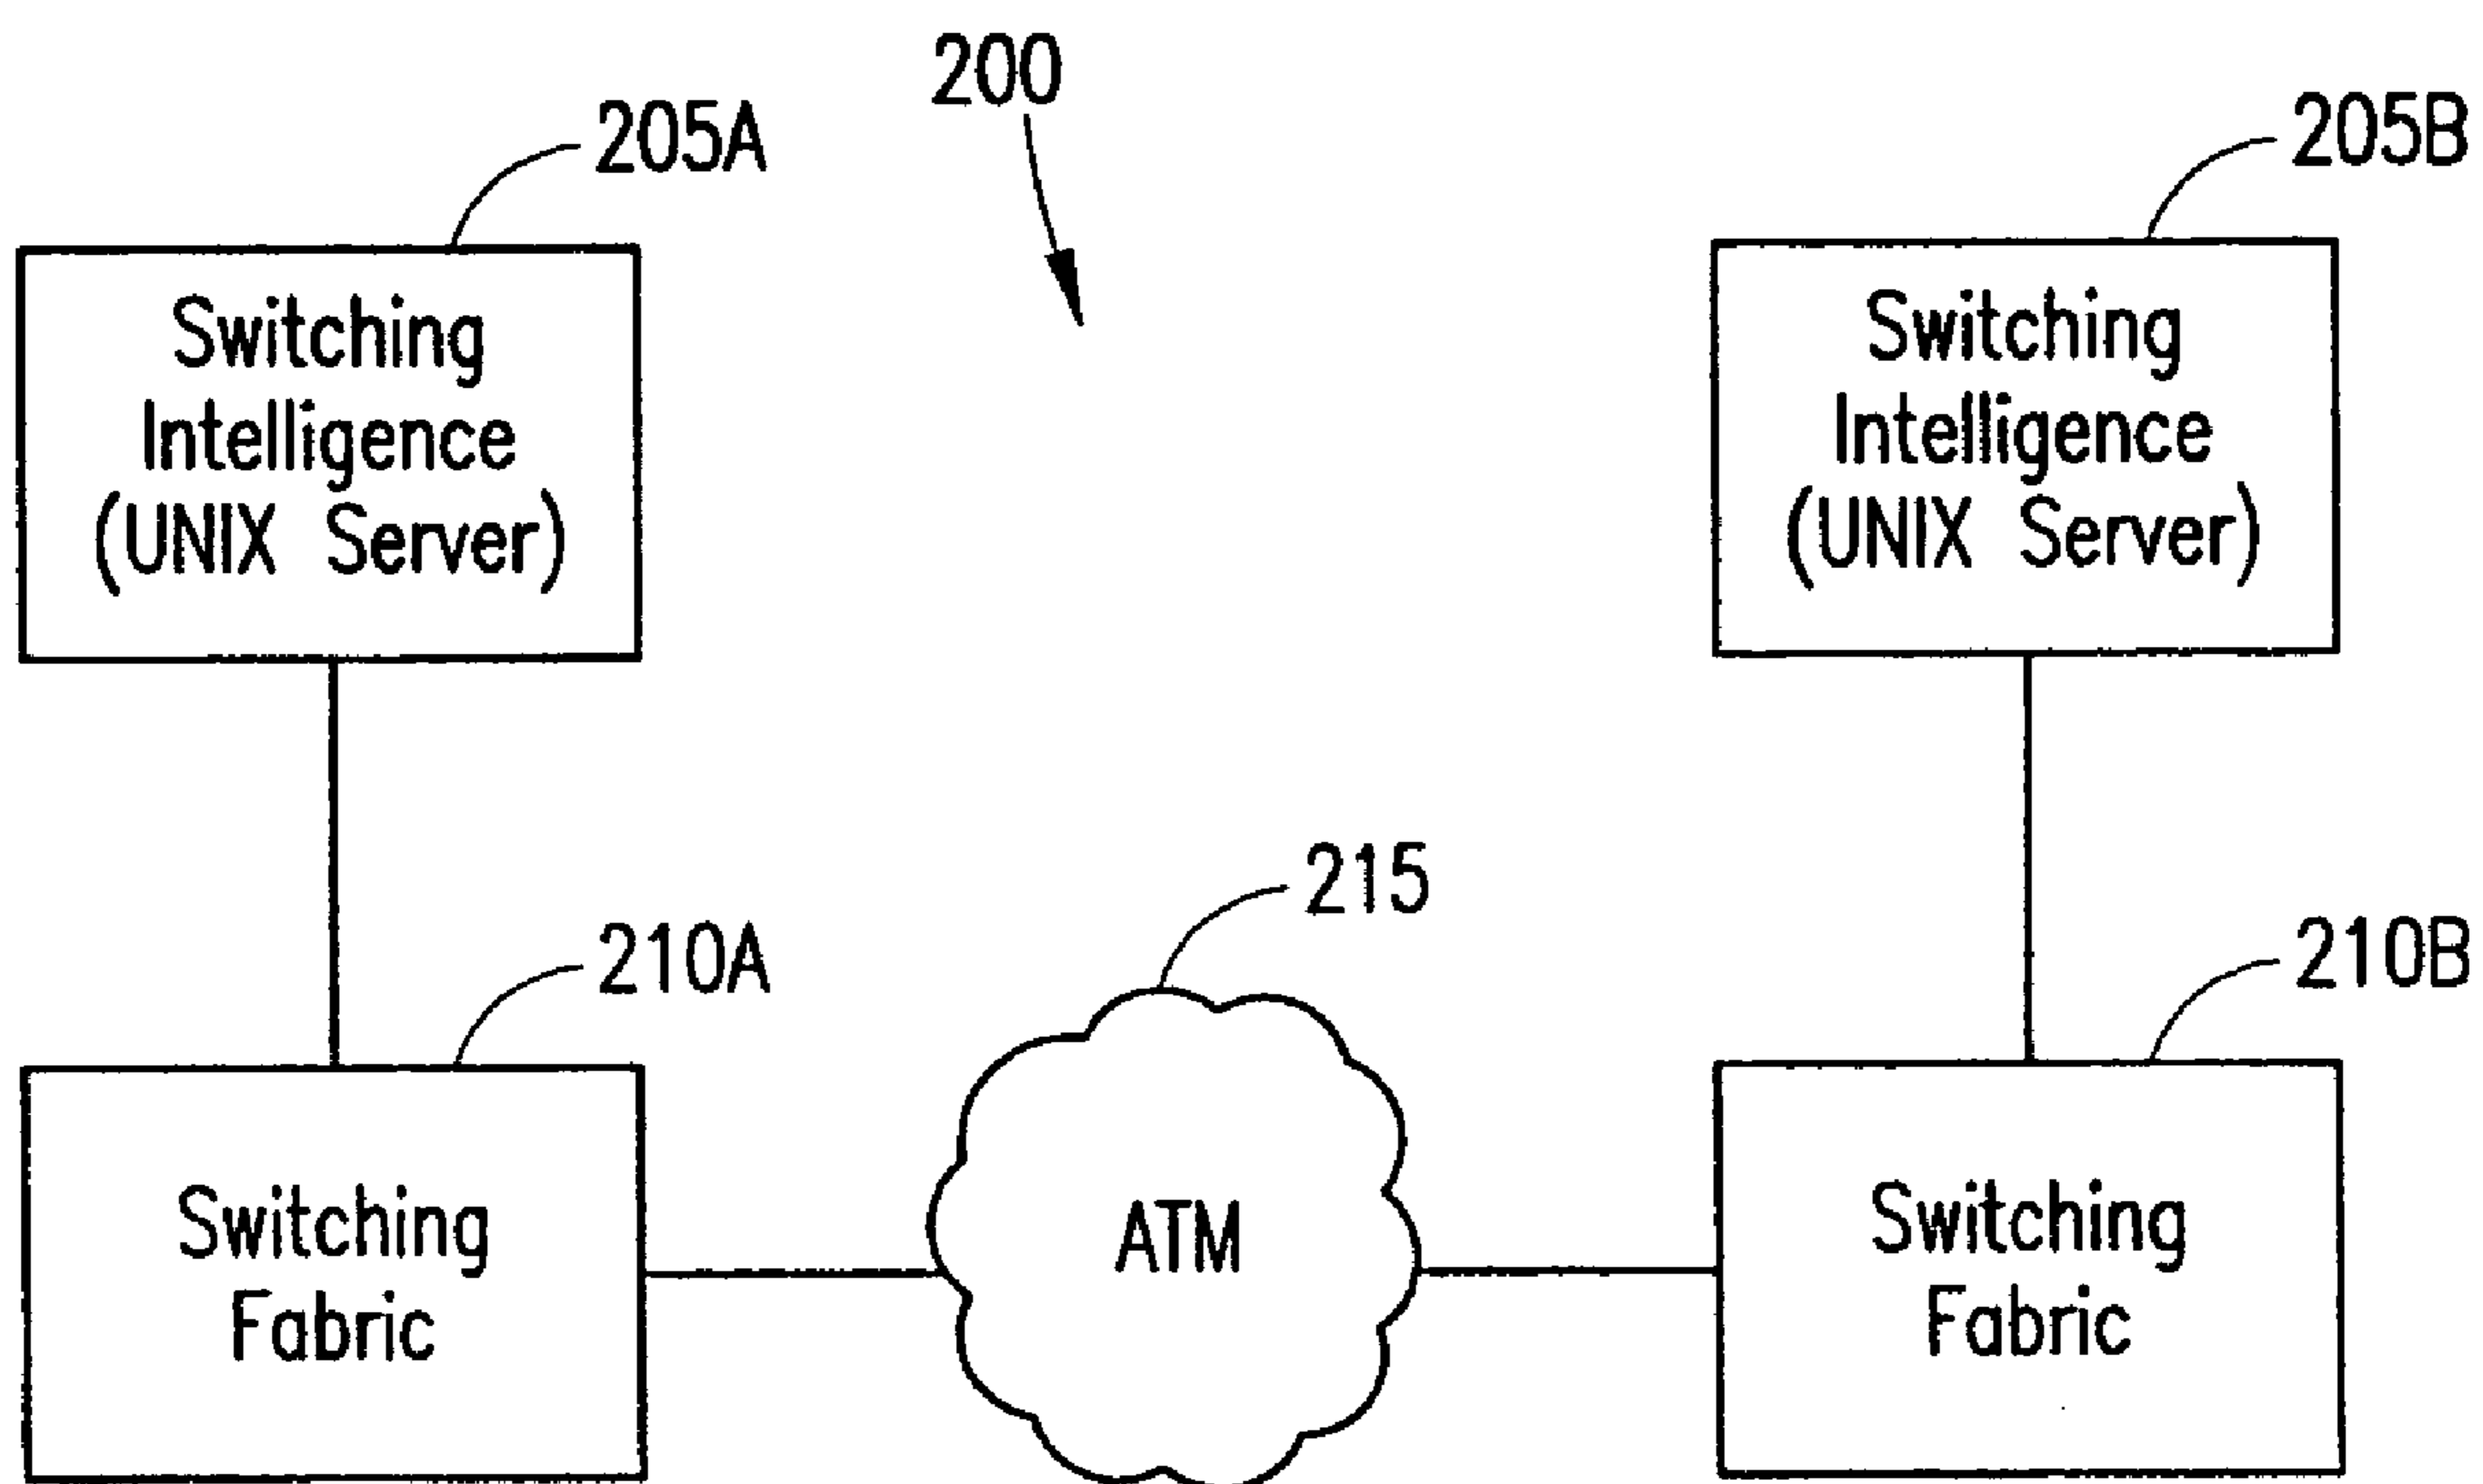 200
205A
205B
Switching
Intelligence
(UNIX Server)
Switching
Intelligence
(UNIX Server)
215
210A
210B
Switching
Fabric
ATM
Switching
Fabric